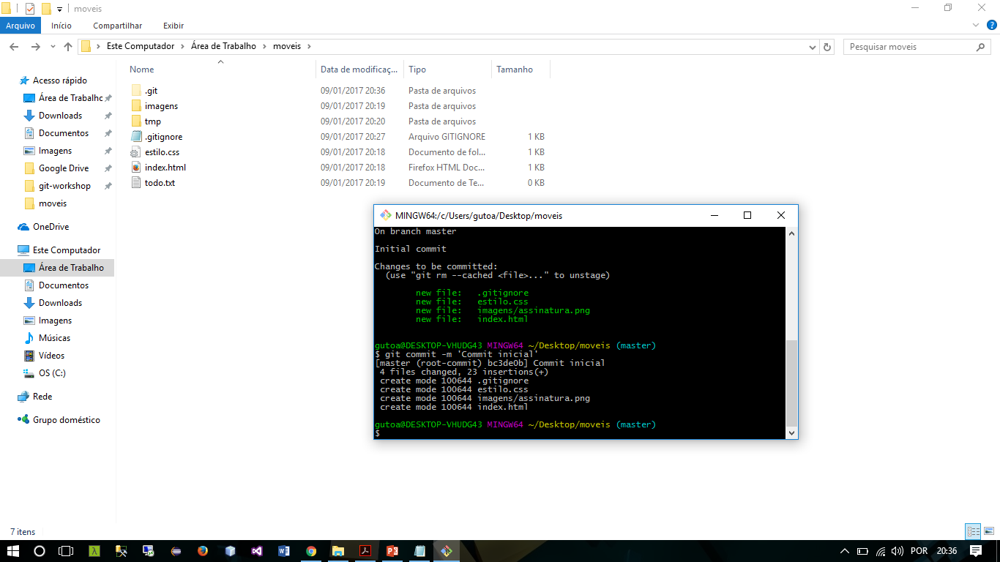 moveis
Arquivo Início Compartilhar Exibir
Este Computador Área de Trabalho moveis
Pesquisar moveis
Nome Data de modificaç... Tipo Tamanho
.git 09/01/2017 20:36 Pasta de arquivos
imagens 09/01/2017 20:19 Pasta de arquivos
tmp 09/01/2017 20:20 Pasta de arquivos
.gitignore 09/01/2017 20:27 Arquivo GITIGNORE 1 KB
estilo.css 09/01/2017 20:18 Documento de fol... 1 KB
index.html 09/01/2017 20:18 Firefox HTML Doc... 1 KB
todo.txt 09/01/2017 20:19 Documento de Te... 0 KB
Acesso rápido
Área de Trabalho
Downloads
Documentos
Imagens
Google Drive
git-workshop
moveis
OneDrive
Este Computador
Área de Trabalho
Documentos
Downloads
Imagens
Músicas
Vídeos
OS (C:)
Rede
Grupo doméstico
MINGW64:/c/Users/gutoa/Desktop/moveis
On branch master
Initial commit
Changes to be committed:
(use "git rm --cached <file>..." to unstage)
new file: .gitignore
new file: estilo.css
new file: imagens/assinatura.png
new file: index.html
gutoa@DESKTOP-VHUDG43 MINGW64 ~/Desktop/moveis (master)
$ git commit -m 'Commit inicial'
[master (root-commit) bc3de0b] Commit inicial
4 files changed, 23 insertions(+)
create mode 100644 .gitignore
create mode 100644 estilo.css
create mode 100644 imagens/assinatura.png
create mode 100644 index.html
gutoa@DESKTOP-VHUDG43 MINGW64 ~/Desktop/moveis (master)
$
7 itens
POR 20:36